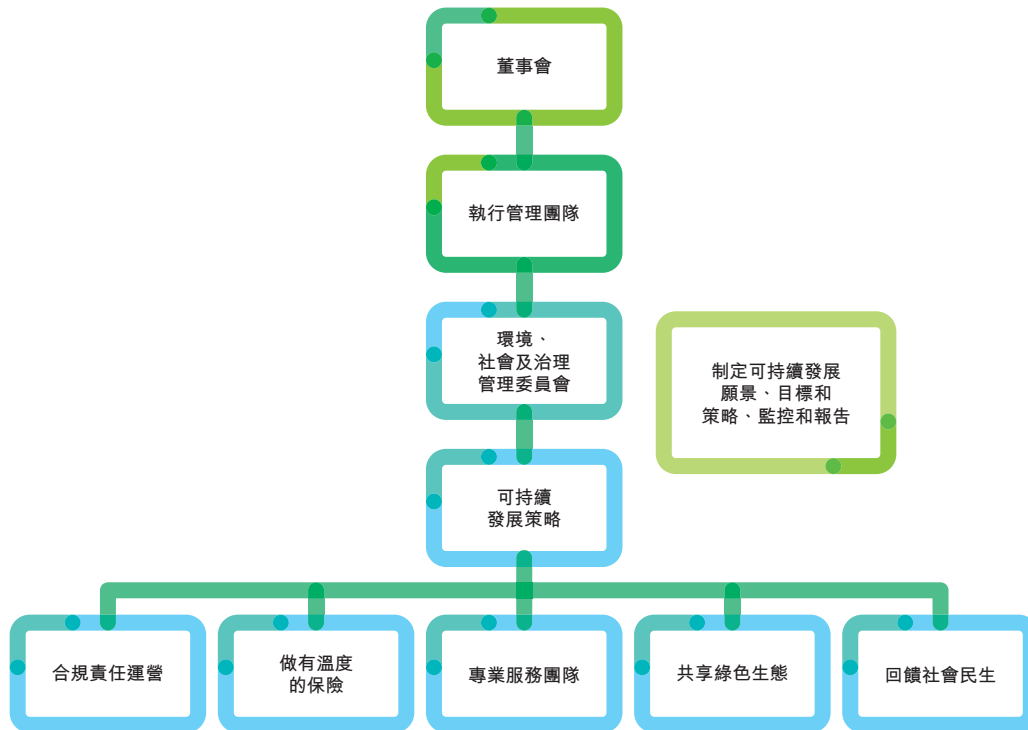 董事會
執行管理團隊
環境、
社會及治理
管理委員會
制定可持續發展
願景、目標和
策略、監控和報告
可持續
發展策略
合規責任運營
做有溫度
的保險
專業服務團隊
共享綠色生態
回饋社會民生